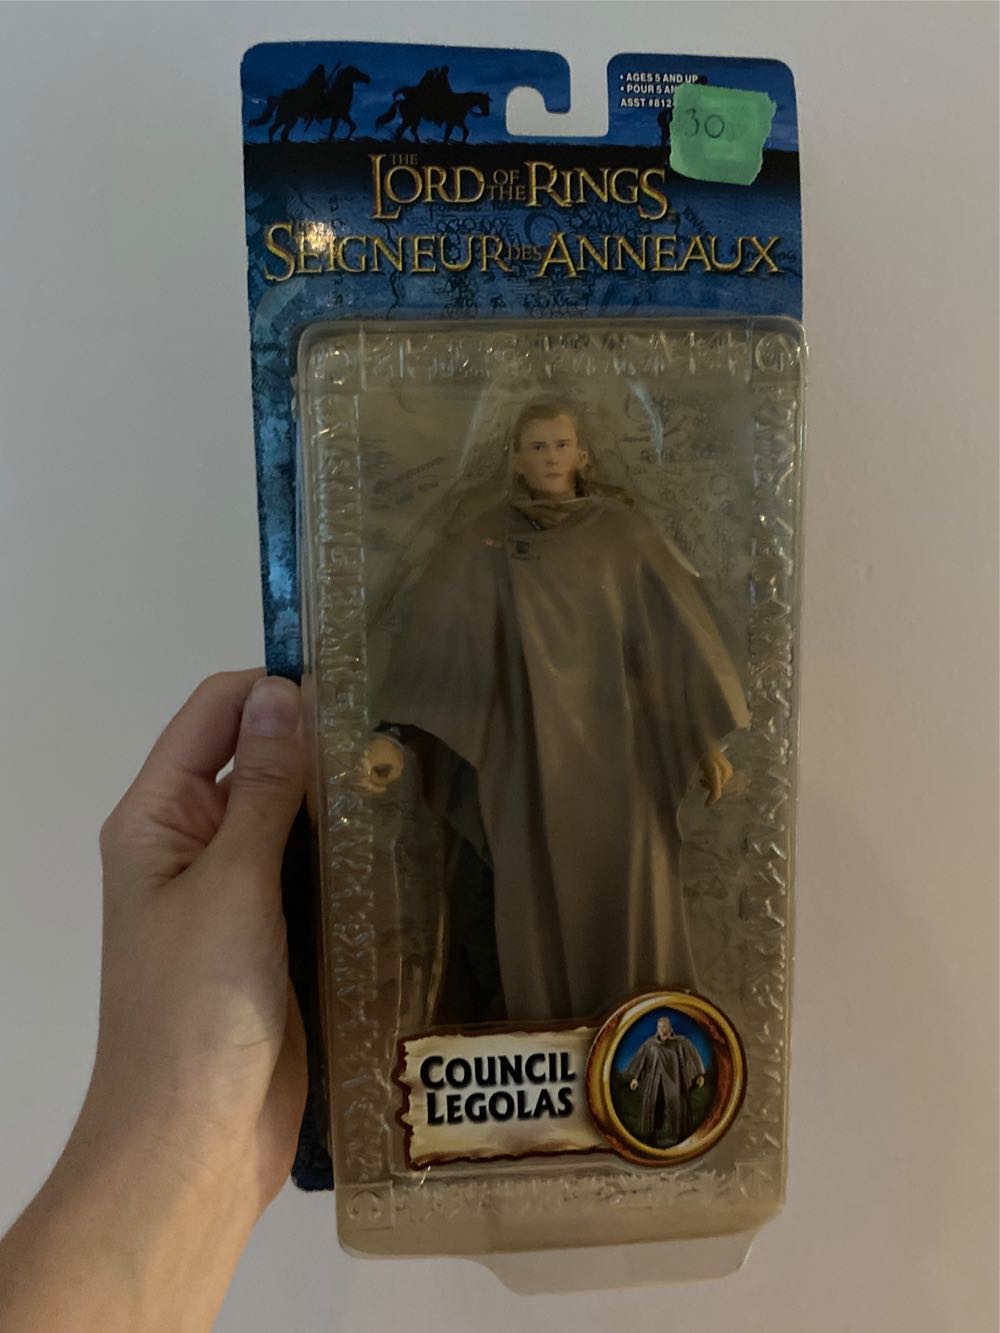 • AGES 5 AND UP
• POUR 5
ASST #812
30
THE
LORD OF THE RINGS
SEIGNEUR DES ANNEAUX
COUNCIL
LEGOLAS